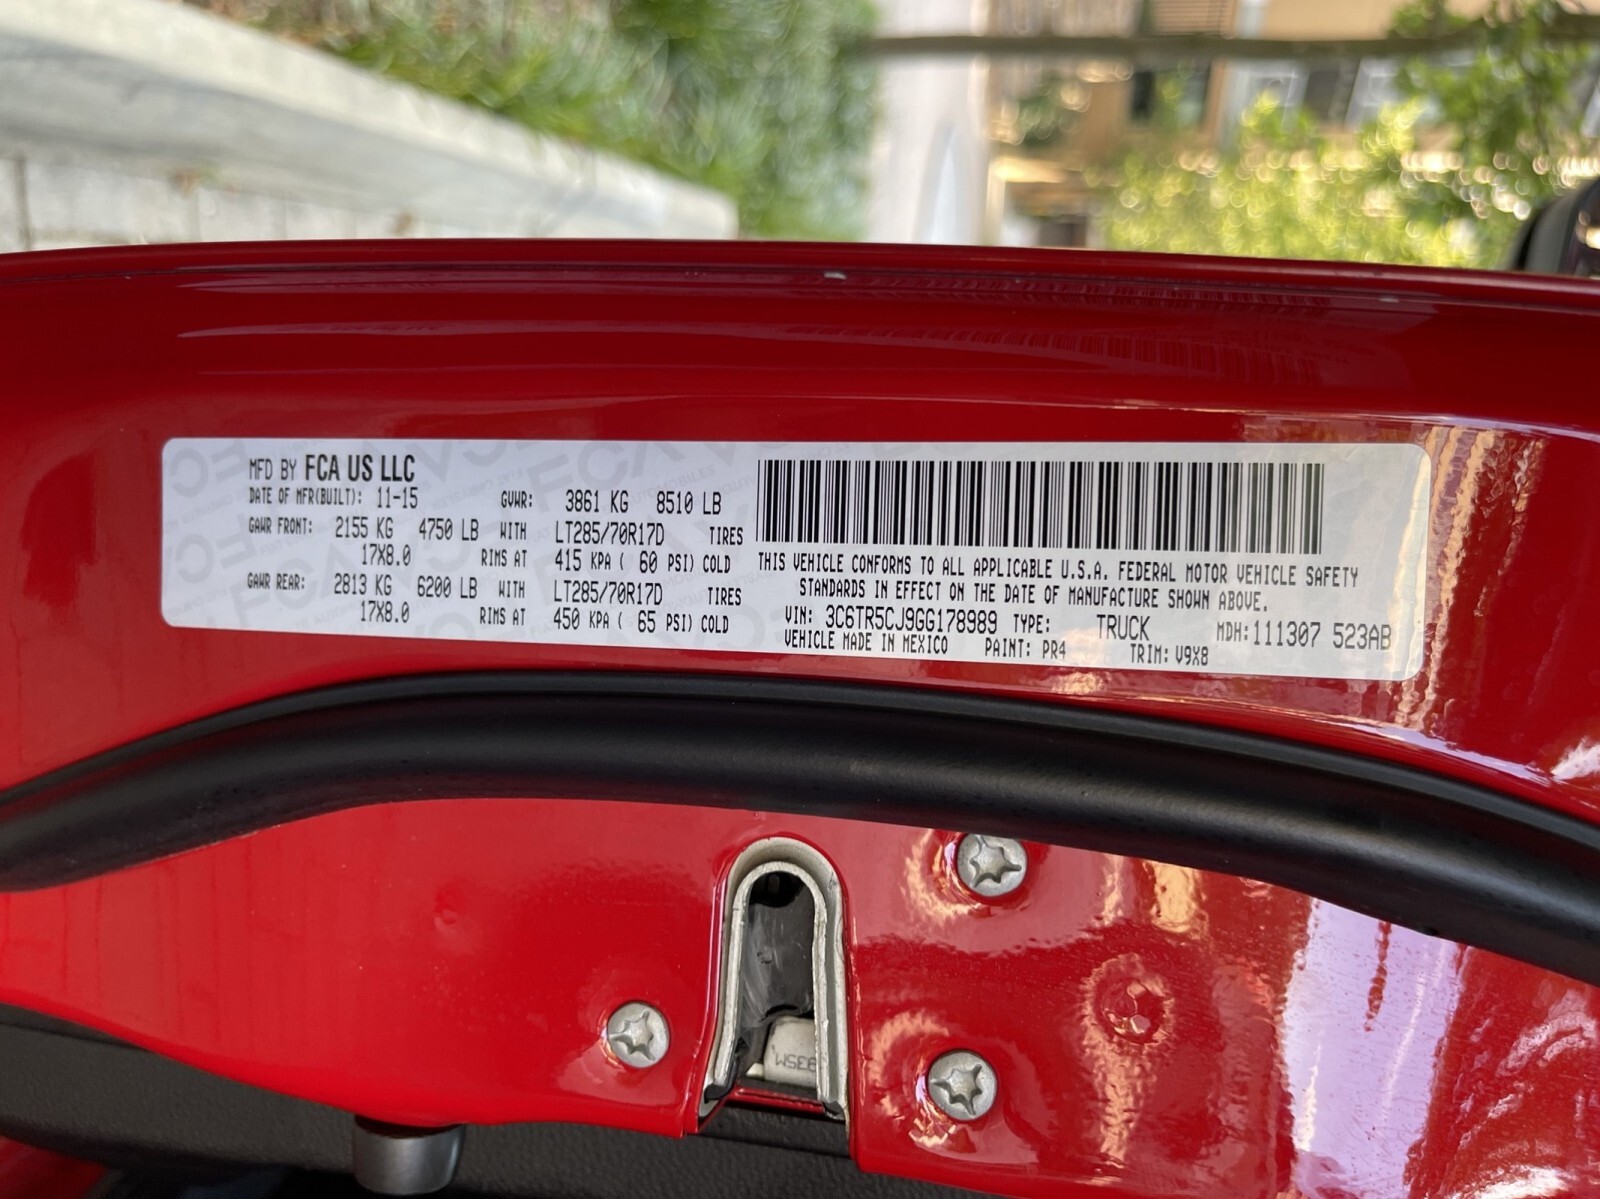 MFD BY FCA US LLC
DATE OF MFR(BUILT): 11-15 GVWR: 3861 KG 8510 LB
GAWR FRONT: 2155 KG 4750 LB WITH LT285/70R17D TIRES
17X8.0 RIMS AT 415 KPA ( 60 PSI) COLD
GAWR REAR: 2813 KG 6200 LB WITH LT285/70R17D TIRES
17X8.0 RIMS AT 450 KPA ( 65 PSI) COLD
THIS VEHICLE CONFORMS TO ALL APPLICABLE U.S.A. FEDERAL MOTOR VEHICLE SAFETY
STANDARDS IN EFFECT ON THE DATE OF MANUFACTURE SHOWN ABOVE.
VIN: 3C6TR5CJ9GG178989 TYPE: TRUCK MDH:111307 523AB
VEHICLE MADE IN MEXICO PAINT: PR4 TRIM: V9X8